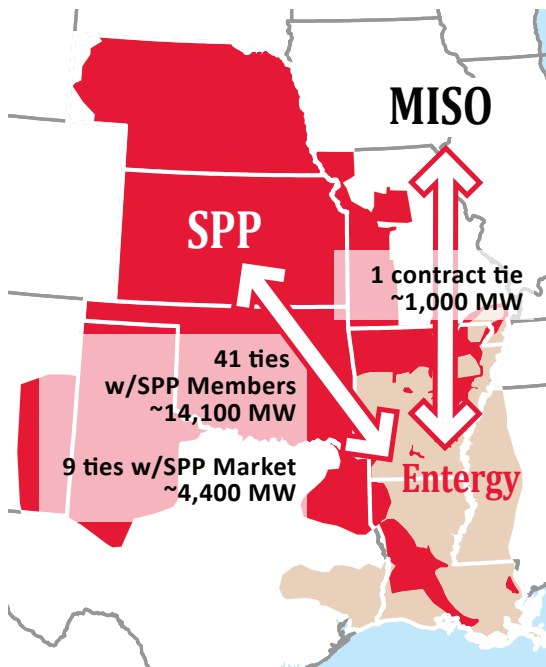 MISO
SPP
1 contract tie
~1,000 MW
41 ties
w/SPP Members
~14,100 MW
9 ties w/SPP Market
~4,400 MW
Entergy